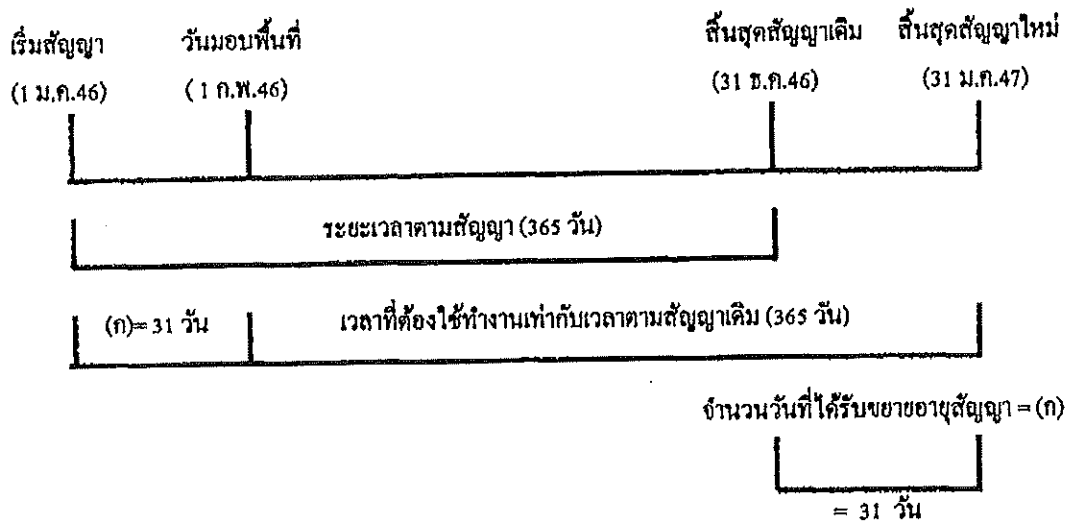 เริ่มสัญญา วันมอบพื้นที่ สิ้นสุดสัญญาเดิม สิ้นสุดสัญญาใหม่
(1 ม.ค.46) ( 1 ก.พ.46) (31 ธ.ค.46) (31 ม.ค.47)
ระยะเวลาตามสัญญา (365 วัน)
(ก)= 31 วัน เวลาที่ต้องใช้ทำงานเท่ากับเวลาตามสัญญาเดิม (365 วัน)
จำนวนวันที่ได้รับขยายอายุสัญญา = (ก)
= 31 วัน